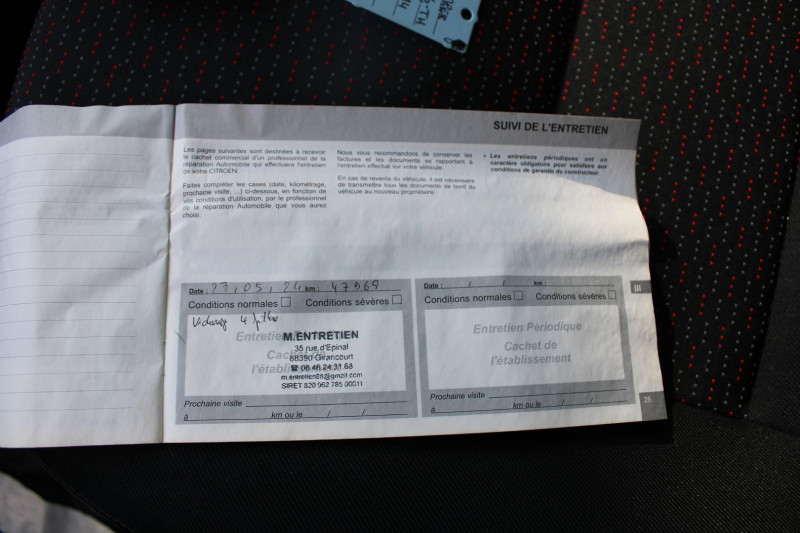 SUIVI DE L'ENTRETIEN
Les pages suivantes sont destinées à recevoir
le cachet commercial d'un professionnel de la
réparation Automobile qui effectuera l'entretien
de votre CITROËN.
Faites compléter les cases (date, kilométrage,
prochaine visite, ...) ci-dessous, en fonction de
vos conditions d'utilisation, par le professionnel
de la réparation Automobile que vous aurez
choisi.
Nous vous recommandons de conserver les
factures et les documents se rapportant à
l'entretien effectué sur votre véhicule.
En cas de revente du véhicule, il est nécessaire
de transmettre tous les documents de bord du
véhicule au nouveau propriétaire.
• Les entretiens périodiques ont un
caractère obligatoire pour satisfaire aux
conditions de garantie du constructeur
Date : 23, 05, 24 km : 47968
Conditions normales Conditions sévères
Vidange 4
Entretien
Cachet de
l'établissement
M.ENTRETIEN
35 rue d'Epinal
88390 Girancourt
☎ 06.46.24.31.68
m.entretien88@gmail.com
SIRET 820 962 785 00011
Prochaine visite
à km ou le / /
Date : / / km :
Conditions normales Conditions sévères
Entretien Périodique
Cachet de
l'établissement
Prochaine visite
à km ou le / /
III
25